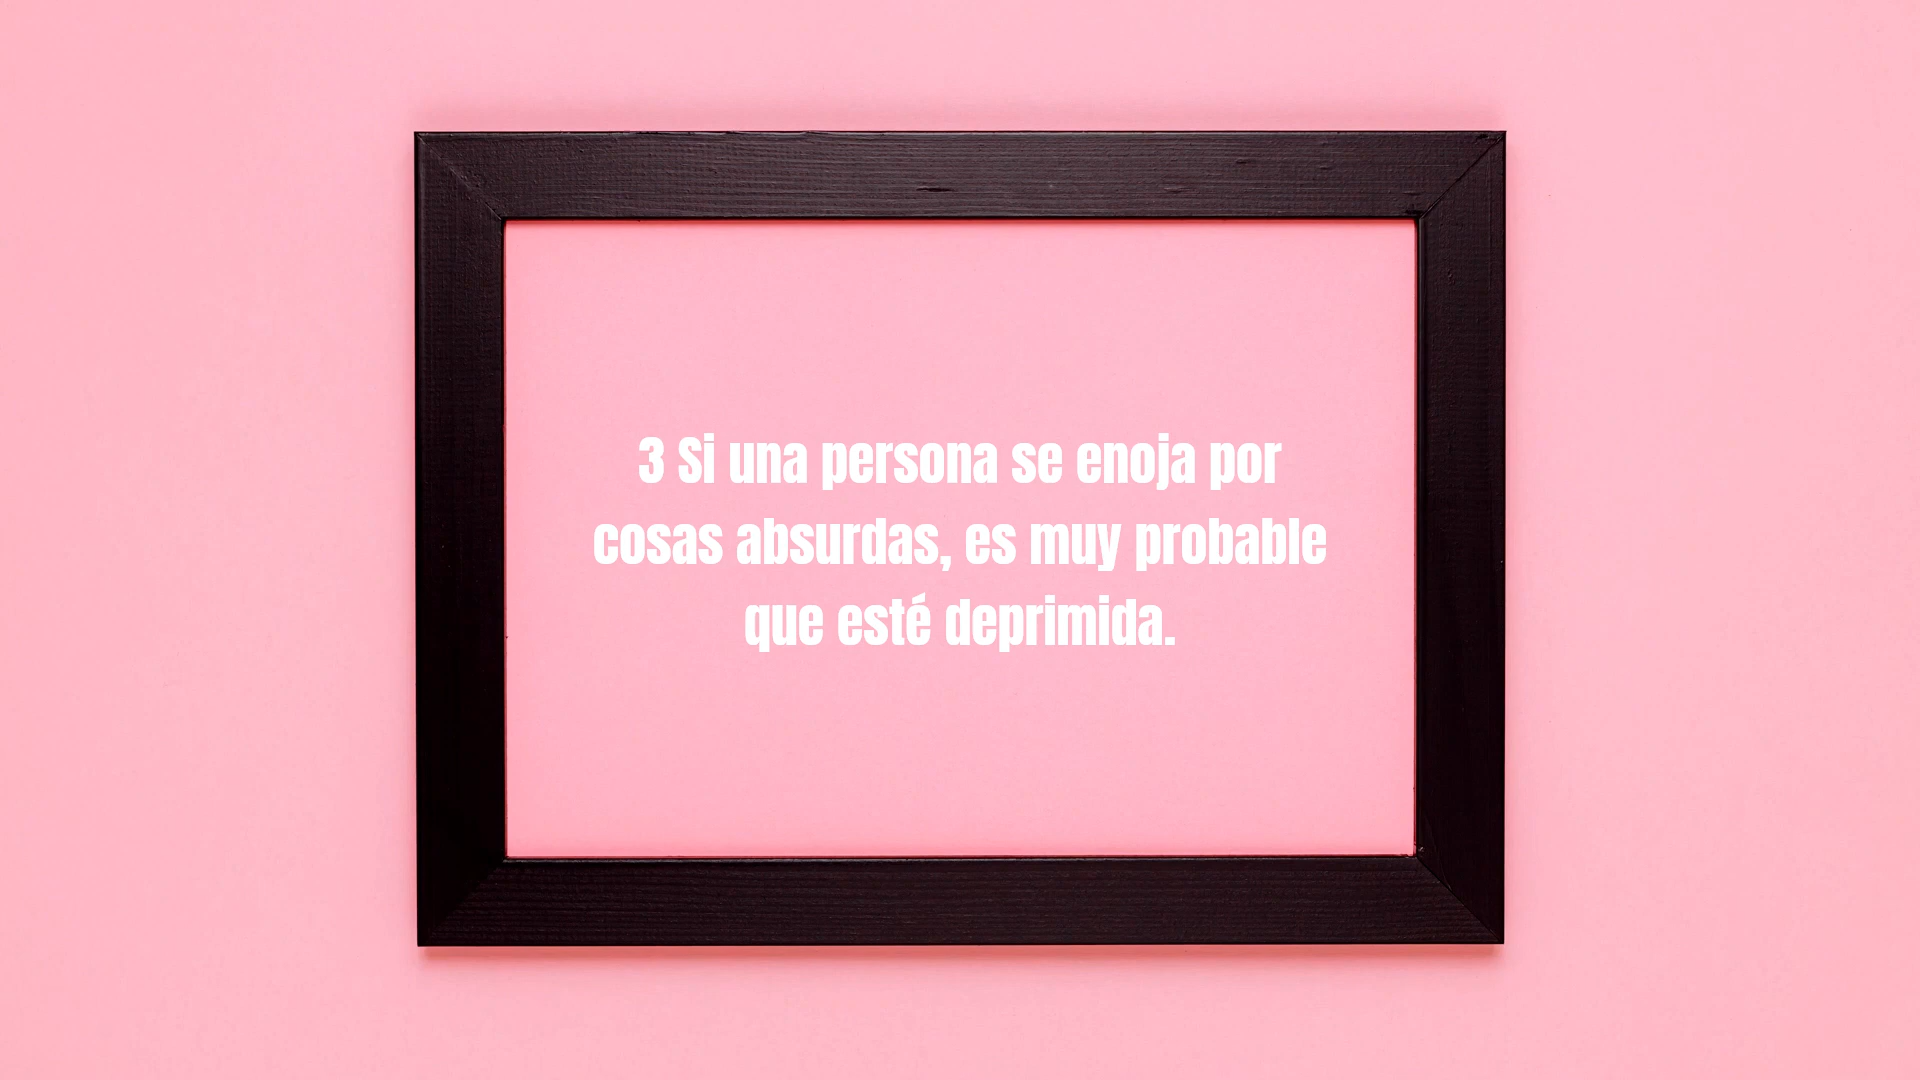 3 Si una persona se enoja por
cosas absurdas, es muy probable
que esté deprimida.